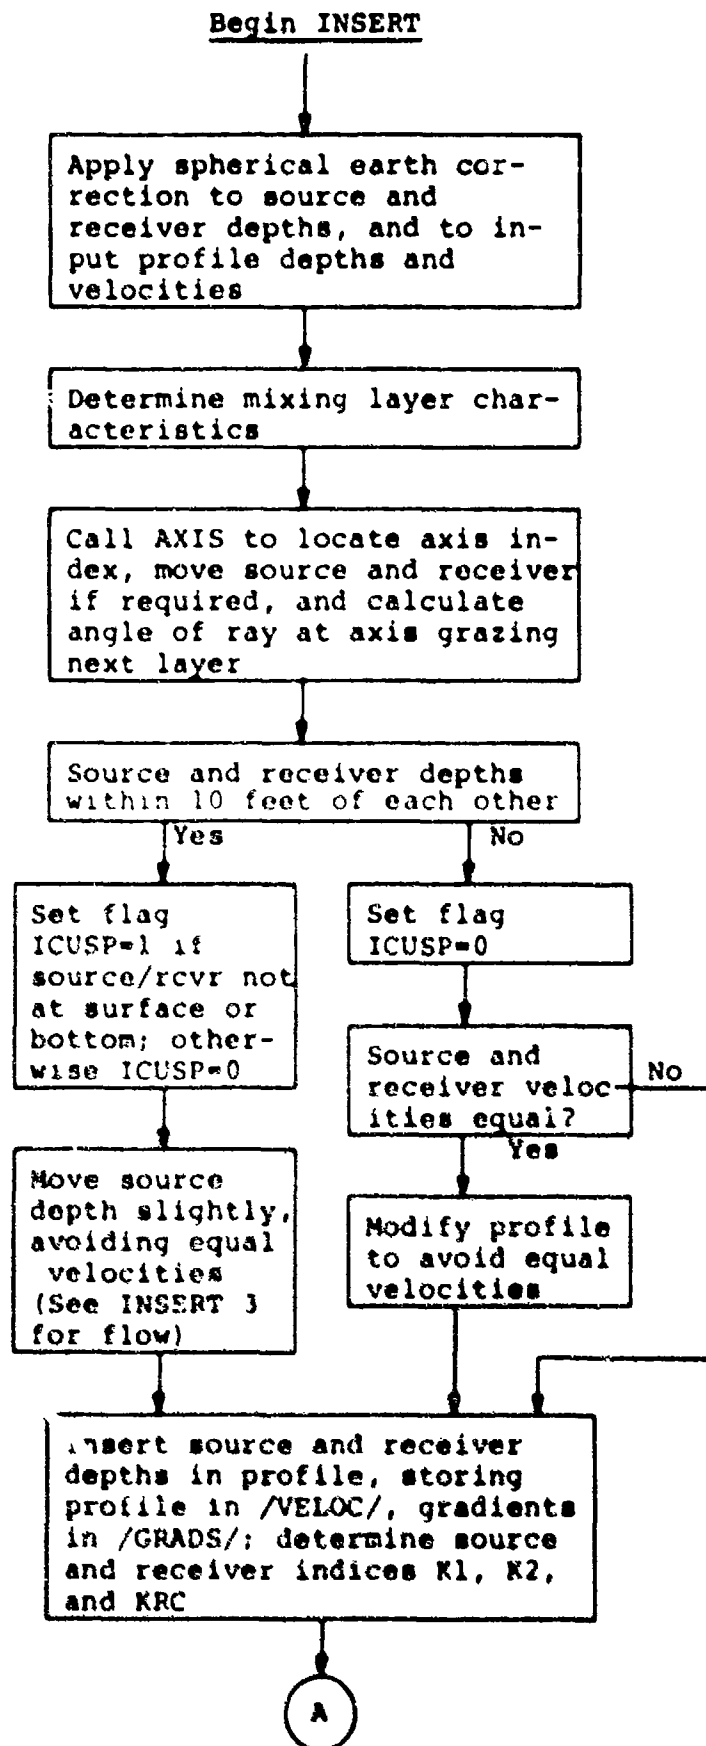 Begin INSERT
Apply spherical earth cor-
rection to source and
receiver depths, and to in-
put profile depths and
velocities
Determine mixing layer char-
acteristics
Call AXIS to locate axis in-
dex, move source and receiver
if required, and calculate
angle of ray at axis grazing
next layer
Source and receiver depths
within 10 feet of each other
Yes
No
Set flag
ICUSP=1 if
source/rcvr not
at surface or
bottom; other-
wise ICUSP=0
Set flag
ICUSP=0
Source and
receiver veloc
ities equal?
No
Yes
Move source
depth slightly,
avoiding equal
velocities
(See INSERT 3
for flow)
Modify profile
to avoid equal
velocities
Insert source and receiver
depths in profile, storing
profile in /VELOC/, gradients
in /GRADS/; determine source
and receiver indices K1, K2,
and KRC
A